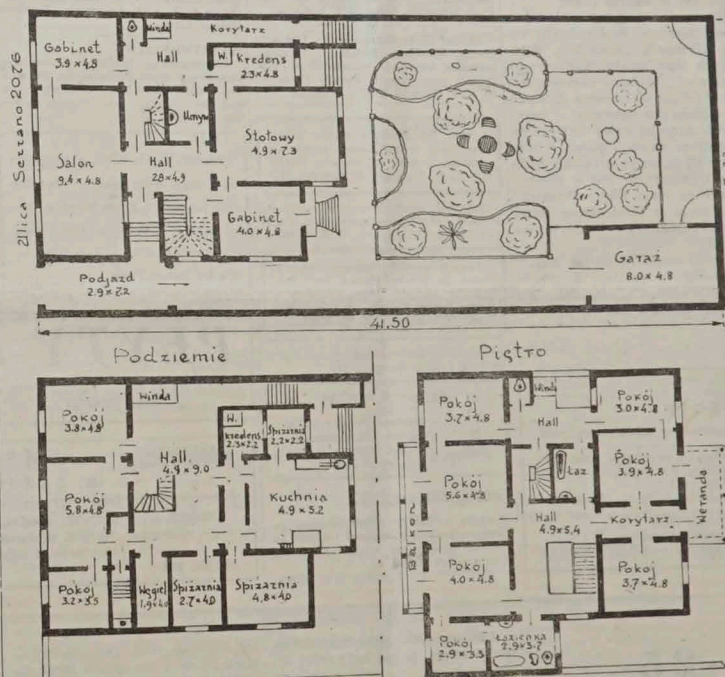 Ulica Serrano 2076
Gabinet
3.9 x 4.8
Winda
Korytarz
Hall
W.
Kredens
2.3 x 4.8
Umyw
Stołowy
4.9 x 7.3
Salon
9.4 x 4.8
Hall
2.8 x 4.9
Gabinet
4.0 x 4.8
Podjazd
2.9 x 7.2
Garaż
8.0 x 4.8
41.50
Podziemie
Winda
Pokój
3.8 x 4.8
W.
Kredens
2.3 x 2.2
Spiżarnia
2.2 x 2.2
Hall
4.9 x 9.0
Pokój
5.8 x 4.8
Kuchnia
4.9 x 5.2
Pokój
3.2 x 3.5
Węgiel
1.9 x 4.0
Spiżarnia
2.7 x 4.0
Spiżarnia
4.8 x 4.0
Piętro
Pokój
3.7 x 4.8
Winda
Pokój
3.0 x 4.8
Hall
Pokój
5.6 x 4.8
Łaz
Pokój
3.9 x 4.8
Weranda
Balkon
Hall
4.9 x 5.4
Korytarz
Pokój
4.0 x 4.8
Pokój
3.7 x 4.8
Pokój
2.9 x 3.3
Łazienka
2.9 x 3.7